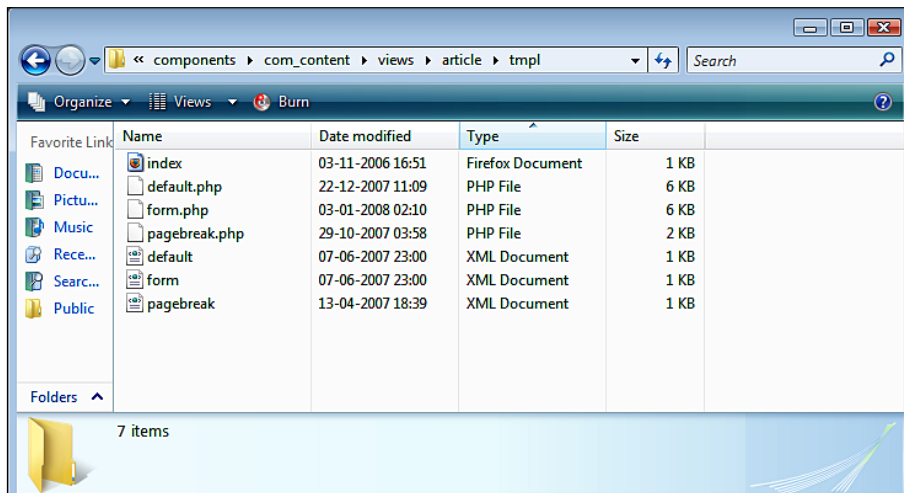 « components ▸ com_content ▸ views ▸ article ▸ tmpl Search
Organize Views Burn
Favorite Link Name Date modified Type Size
index 03-11-2006 16:51 Firefox Document 1 KB
Docu... default.php 22-12-2007 11:09 PHP File 6 KB
Pictu... form.php 03-01-2008 02:10 PHP File 6 KB
Music pagebreak.php 29-10-2007 03:58 PHP File 2 KB
Rece... default 07-06-2007 23:00 XML Document 1 KB
Searc... form 07-06-2007 23:00 XML Document 1 KB
Public pagebreak 13-04-2007 18:39 XML Document 1 KB
Folders
7 items